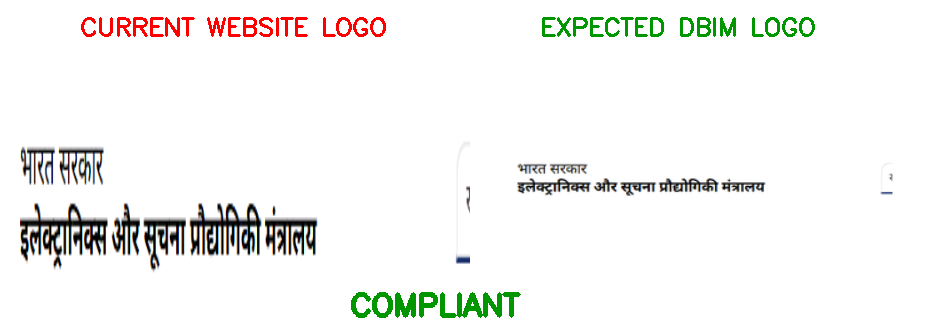 CURRENT WEBSITE LOGO
EXPECTED DBIM LOGO
भारत सरकार
इलेक्ट्रानिक्स और सूचना प्रौद्योगिकी मंत्रालय
भारत सरकार
इलेक्ट्रानिक्स और सूचना प्रौद्योगिकी मंत्रालय
COMPLIANT